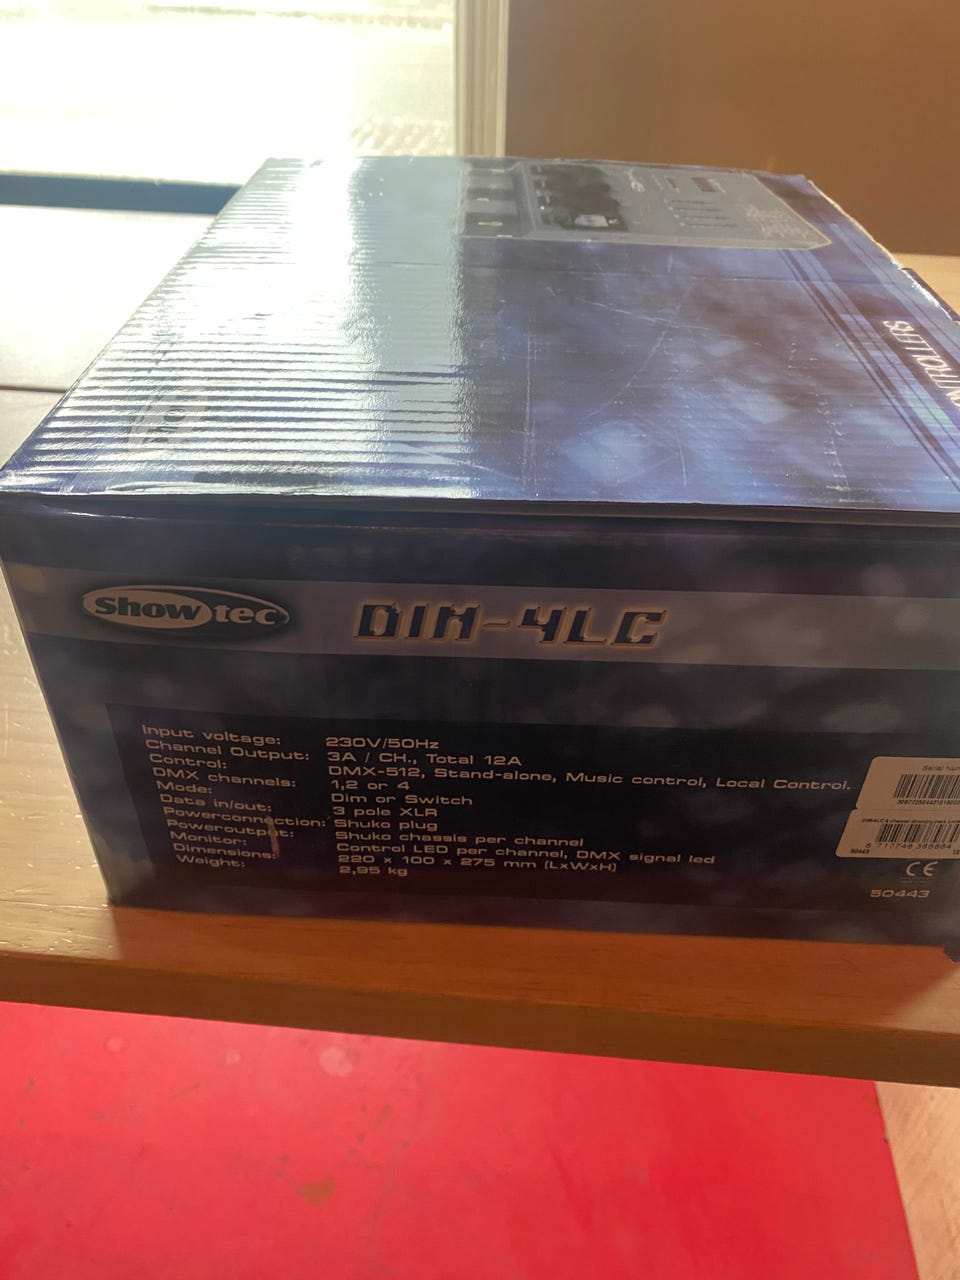 Showtec
DIM-4LC
Input voltage: 230V/50Hz
Channel Output: 3A / CH., Total 12A
Control: DMX-512, Stand-alone, Music control, Local Control.
DMX channels: 1,2 or 4
Mode: Dim or Switch
Data in/out: 3 pole XLR
Powerconnection: Shuko plug
Poweroutput: Shuko chassis per channel
Monitor: Control LED per channel, DMX signal led
Dimensions: 220 x 100 x 275 mm (LxWxH)
Weight: 2,95 kg
Serial
CE
50443